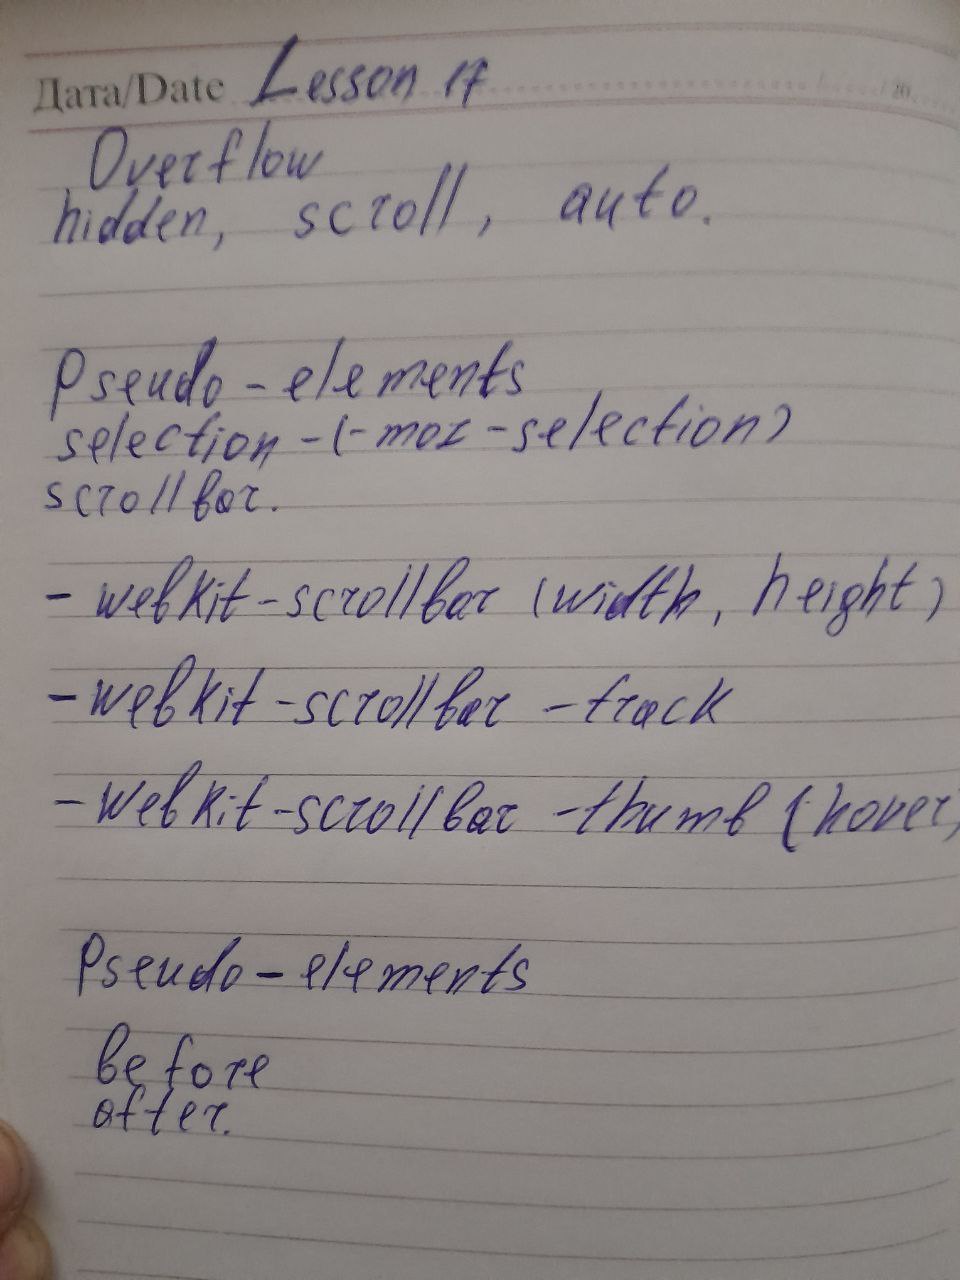 Дата/Date Lesson 17 20
Overflow
hidden, scroll, auto.
Pseudo-elements
selection-(-moz-selection)
scrollbar.
- webkit-scrollbar (width, height)
- webkit-scrollbar-track
- webkit-scrollbar-thumb (hover)
Pseudo-elements
before
after.